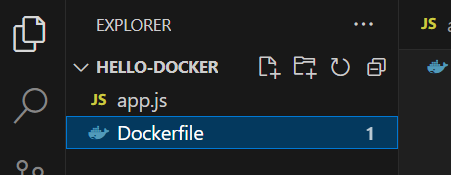 EXPLORER
HELLO-DOCKER
JS app.js
Dockerfile 1
JS